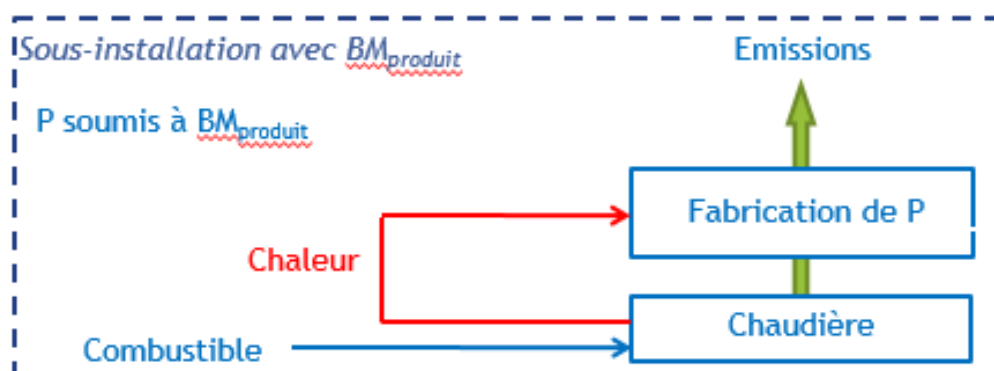 Sous-installation avec BMproduit
Emissions
P soumis à BMproduit
Fabrication de P
Chaleur
Chaudière
Combustible